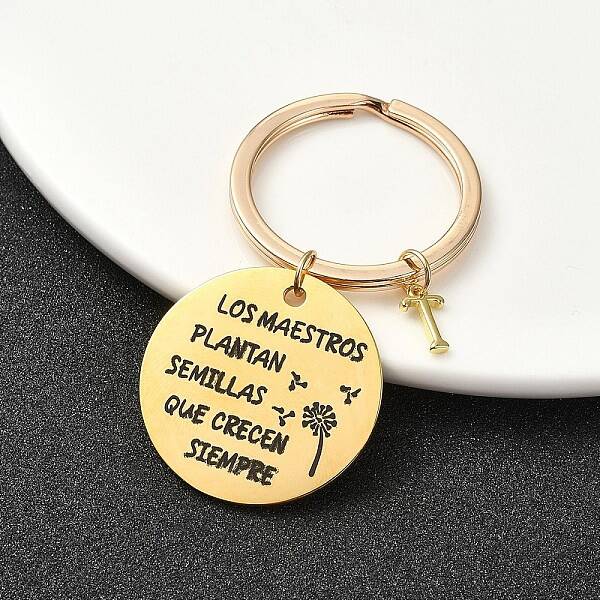 LOS MAESTROS
PLANTAN
SEMILLAS
QUE CRECEN
SIEMPRE
T